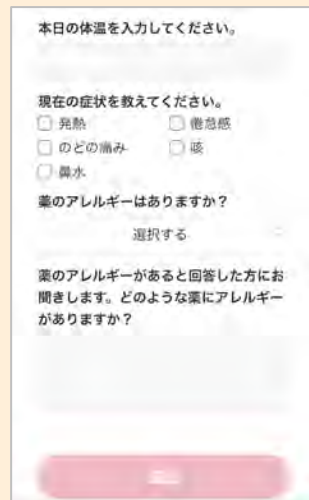 本日の体温を入力してください。
現在の症状を教えてください。
発熱
倦怠感
のどの痛み
咳
鼻水
薬のアレルギーはありますか？
選択する
薬のアレルギーがあると回答した方にお
聞きします。どのような薬にアレルギー
がありますか？